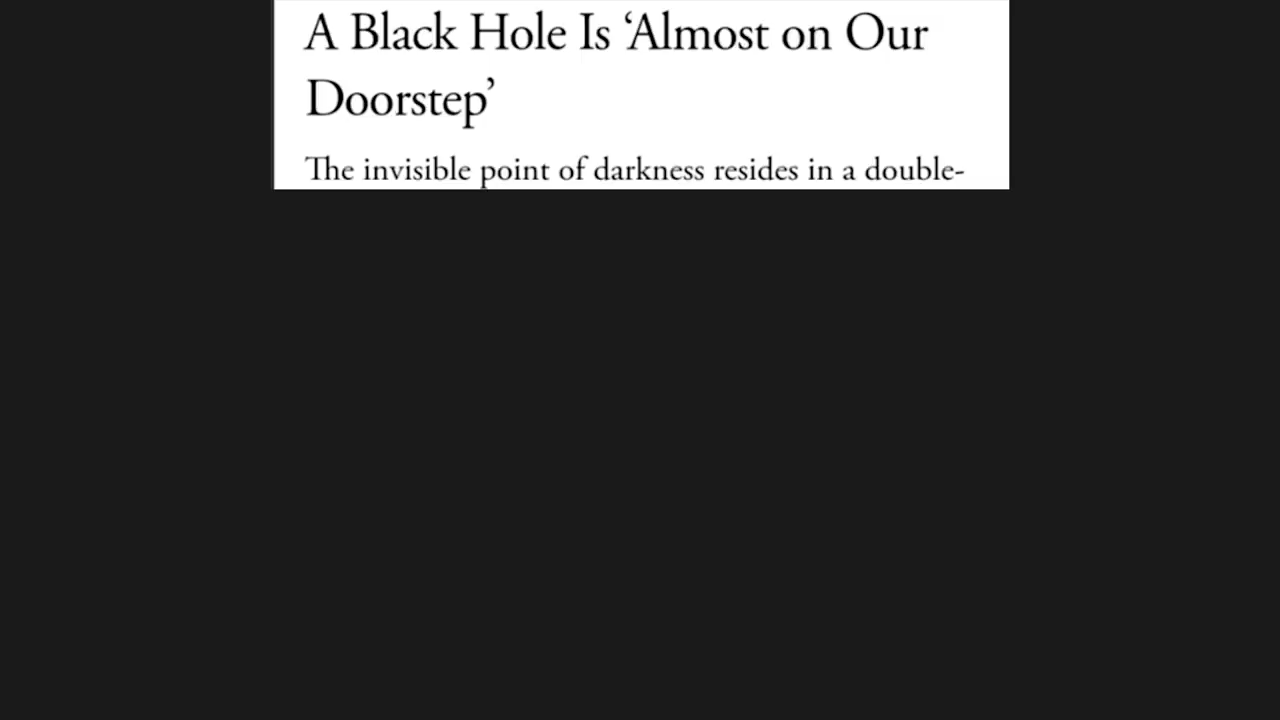 A Black Hole Is ‘Almost on Our
Doorstep’
The invisible point of darkness resides in a double-